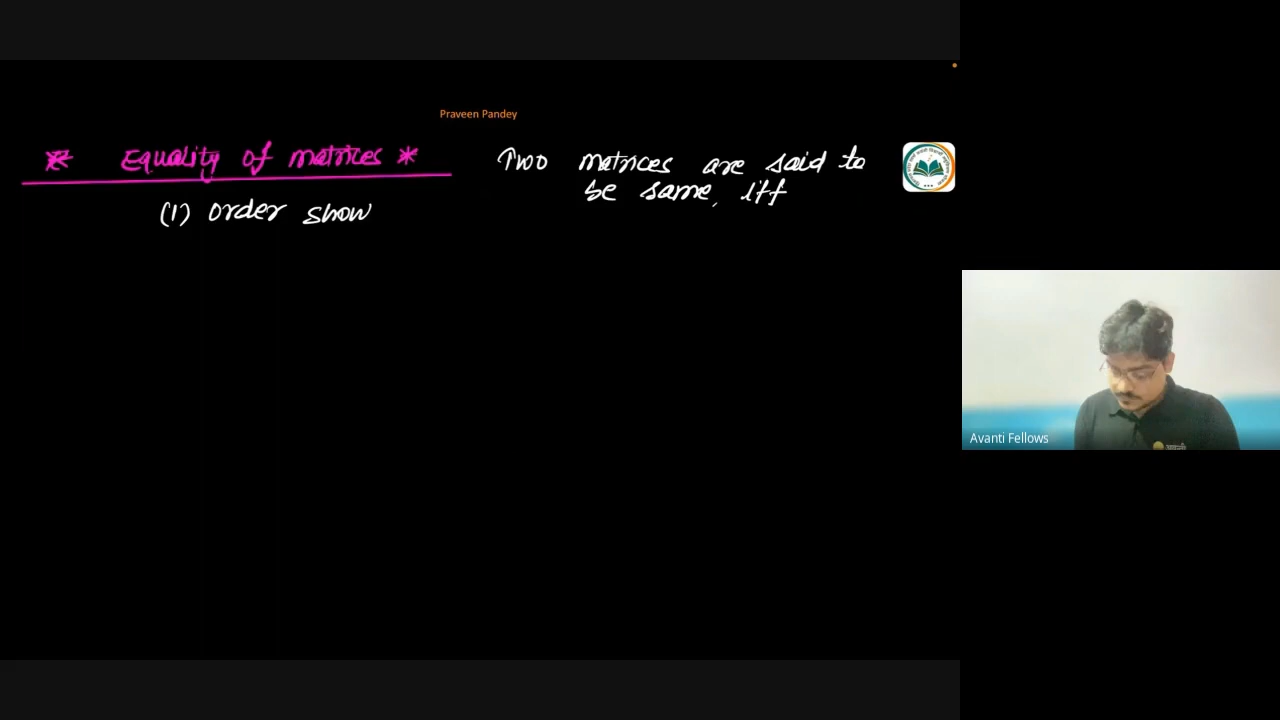 Praveen Pandey
* Equality of matrices *
Two matrices are said to
be same, iff
(1) order show
Avanti Fellows